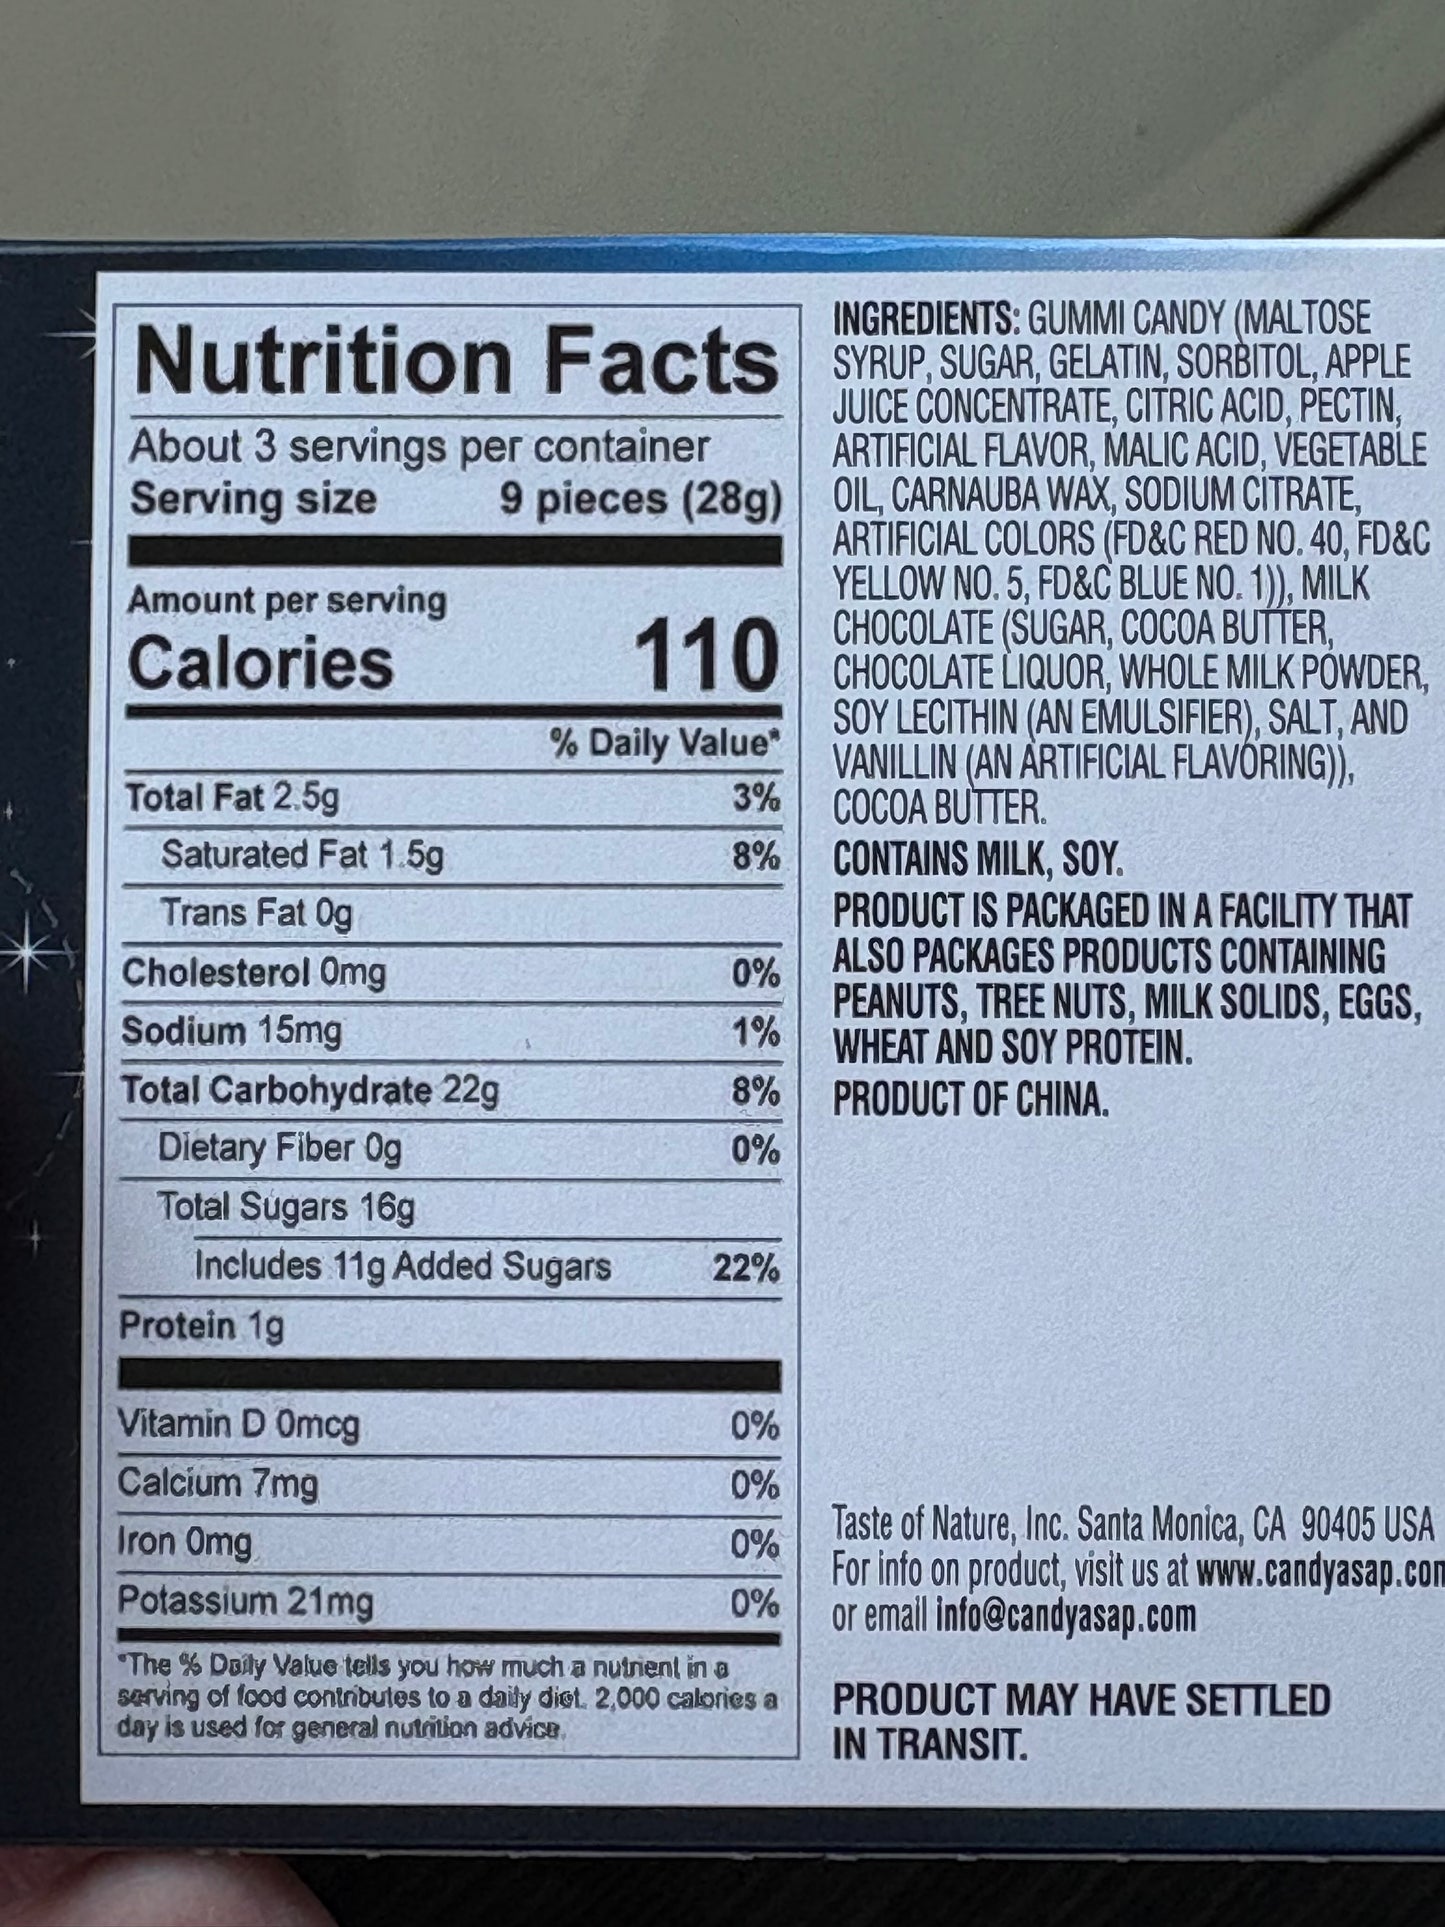 Nutrition Facts
About 3 servings per container
Serving size 9 pieces (28g)
Amount per serving
Calories 110
% Daily Value*
Total Fat 2.5g 3%
Saturated Fat 1.5g 8%
Trans Fat 0g
Cholesterol 0mg 0%
Sodium 15mg 1%
Total Carbohydrate 22g 8%
Dietary Fiber 0g 0%
Total Sugars 16g
Includes 11g Added Sugars 22%
Protein 1g
Vitamin D 0mcg 0%
Calcium 7mg 0%
Iron 0mg 0%
Potassium 21mg 0%
*The % Daily Value tells you how much a nutrient in a
serving of food contributes to a daily diet. 2,000 calories a
day is used for general nutrition advice.
INGREDIENTS: GUMMI CANDY (MALTOSE
SYRUP, SUGAR, GELATIN, SORBITOL, APPLE
JUICE CONCENTRATE, CITRIC ACID, PECTIN,
ARTIFICIAL FLAVOR, MALIC ACID, VEGETABLE
OIL, CARNAUBA WAX, SODIUM CITRATE,
ARTIFICIAL COLORS (FD&C RED NO. 40, FD&C
YELLOW NO. 5, FD&C BLUE NO. 1)), MILK
CHOCOLATE (SUGAR, COCOA BUTTER,
CHOCOLATE LIQUOR, WHOLE MILK POWDER,
SOY LECITHIN (AN EMULSIFIER), SALT, AND
VANILLIN (AN ARTIFICIAL FLAVORING)),
COCOA BUTTER.
CONTAINS MILK, SOY.
PRODUCT IS PACKAGED IN A FACILITY THAT
ALSO PACKAGES PRODUCTS CONTAINING
PEANUTS, TREE NUTS, MILK SOLIDS, EGGS,
WHEAT AND SOY PROTEIN.
PRODUCT OF CHINA.
Taste of Nature, Inc. Santa Monica, CA 90405 USA
For info on product, visit us at www.candyasap.com
or email info@candyasap.com
PRODUCT MAY HAVE SETTLED
IN TRANSIT.